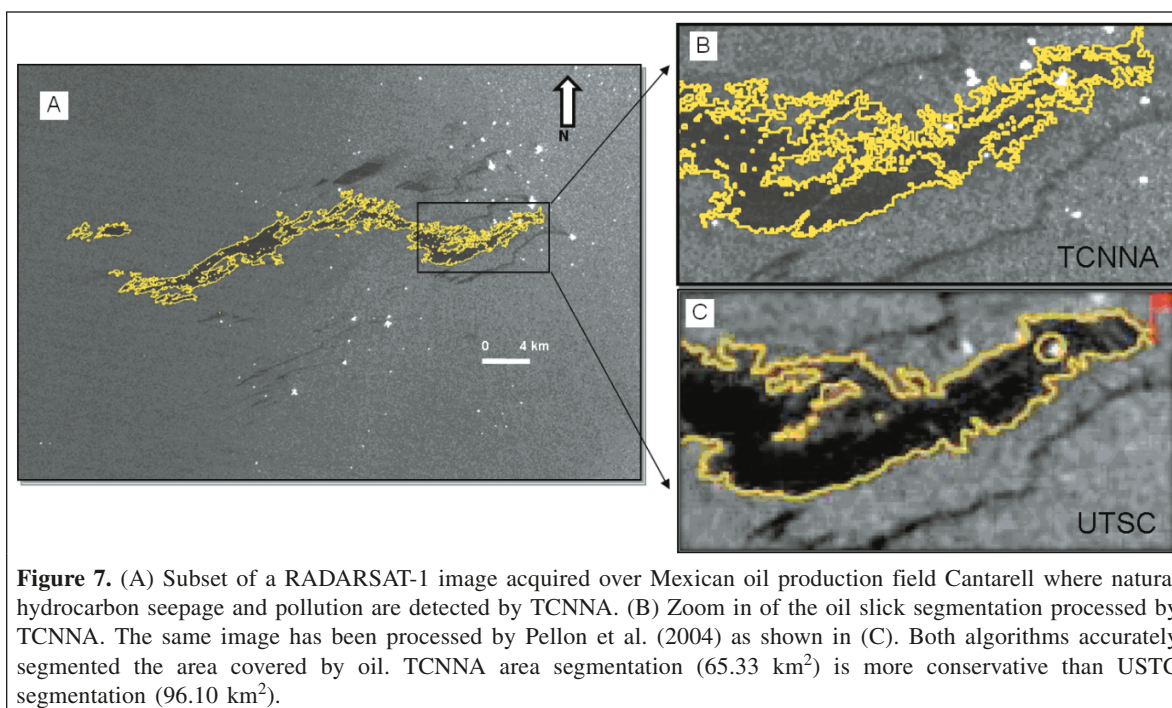 A
N
0 4 km
B
TCNNA
C
UTSC
Figure 7. (A) Subset of a RADARSAT-1 image acquired over Mexican oil production field Cantarell where natura
hydrocarbon seepage and pollution are detected by TCNNA. (B) Zoom in of the oil slick segmentation processed by
TCNNA. The same image has been processed by Pellon et al. (2004) as shown in (C). Both algorithms accurately
segmented the area covered by oil. TCNNA area segmentation (65.33 km²) is more conservative than USTC
segmentation (96.10 km²).